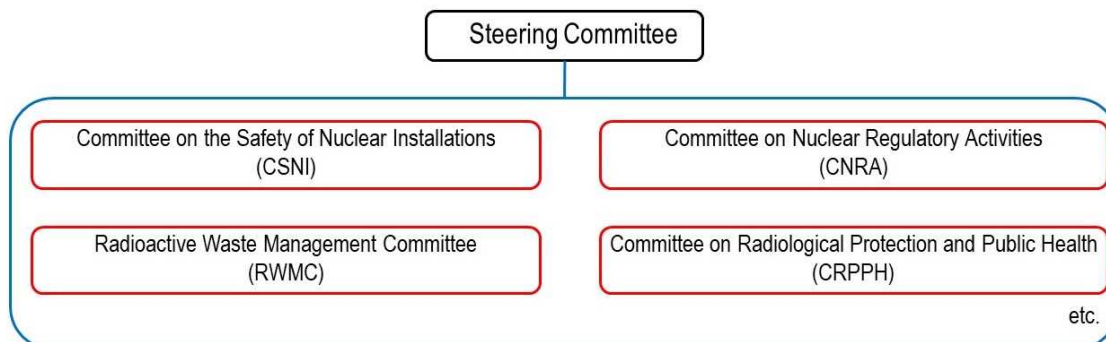 Steering Committee
Committee on the Safety of Nuclear Installations
(CSNI)
Committee on Nuclear Regulatory Activities
(CNRA)
Radioactive Waste Management Committee
(RWMC)
Committee on Radiological Protection and Public Health
(CRPPH)
etc.